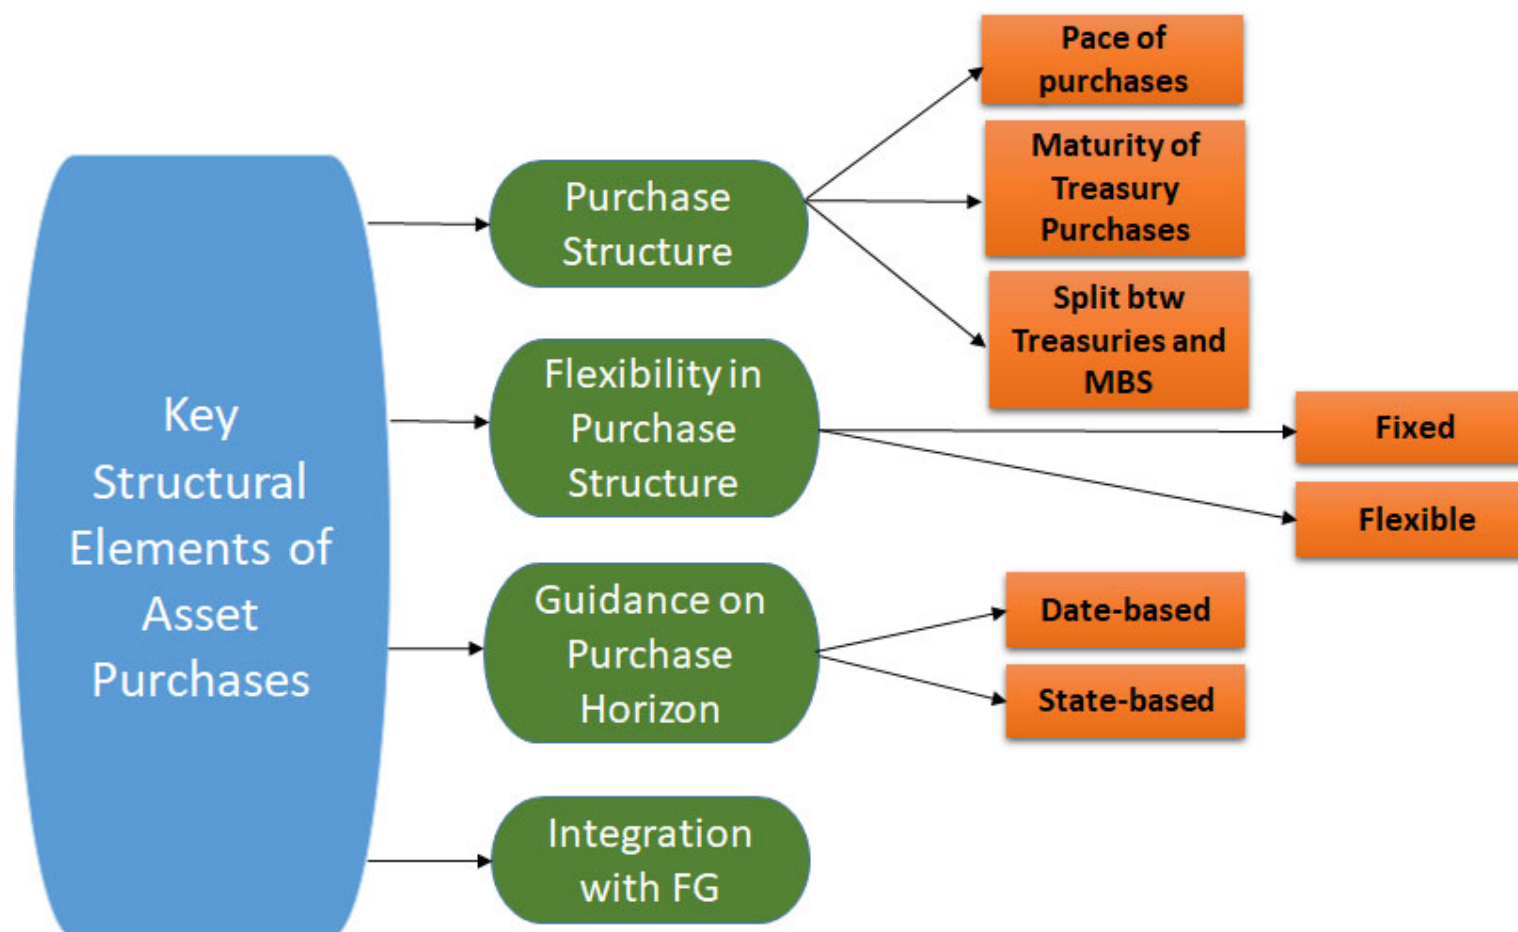 Key
Structural
Elements of
Asset
Purchases
Purchase
Structure
Pace of
purchases
Maturity of
Treasury
Purchases
Split btw
Treasuries and
MBS
Flexibility in
Purchase
Structure
Fixed
Flexible
Guidance on
Purchase
Horizon
Date-based
State-based
Integration
with FG